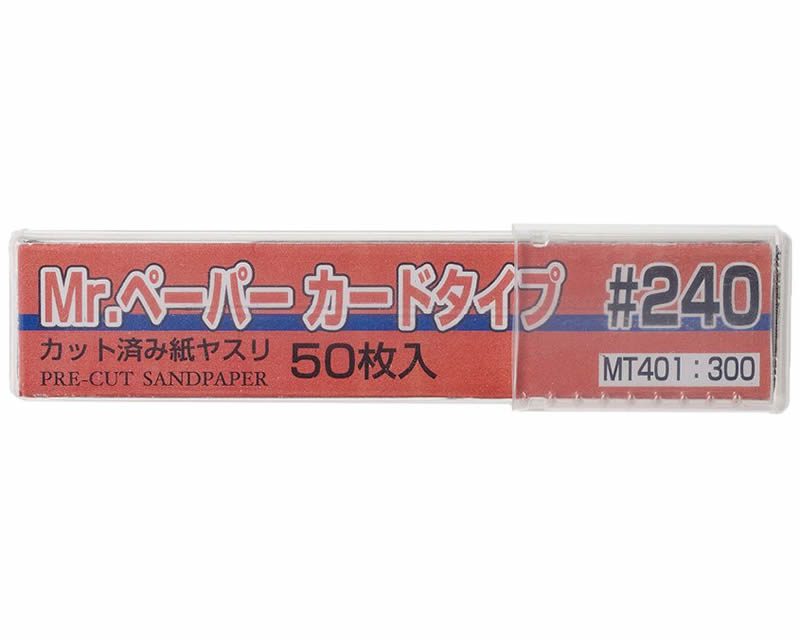 Mr.ペーパー カードタイプ #240
カット済み紙ヤスリ 50枚入
PRE-CUT SANDPAPER
MT401:300